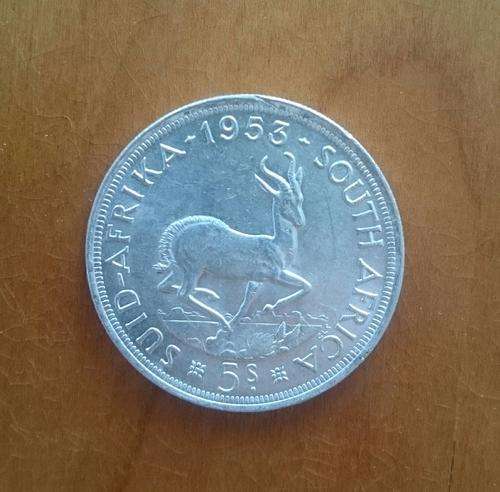 SUID-AFRIKA · 1953 · SOUTH AFRICA
5S